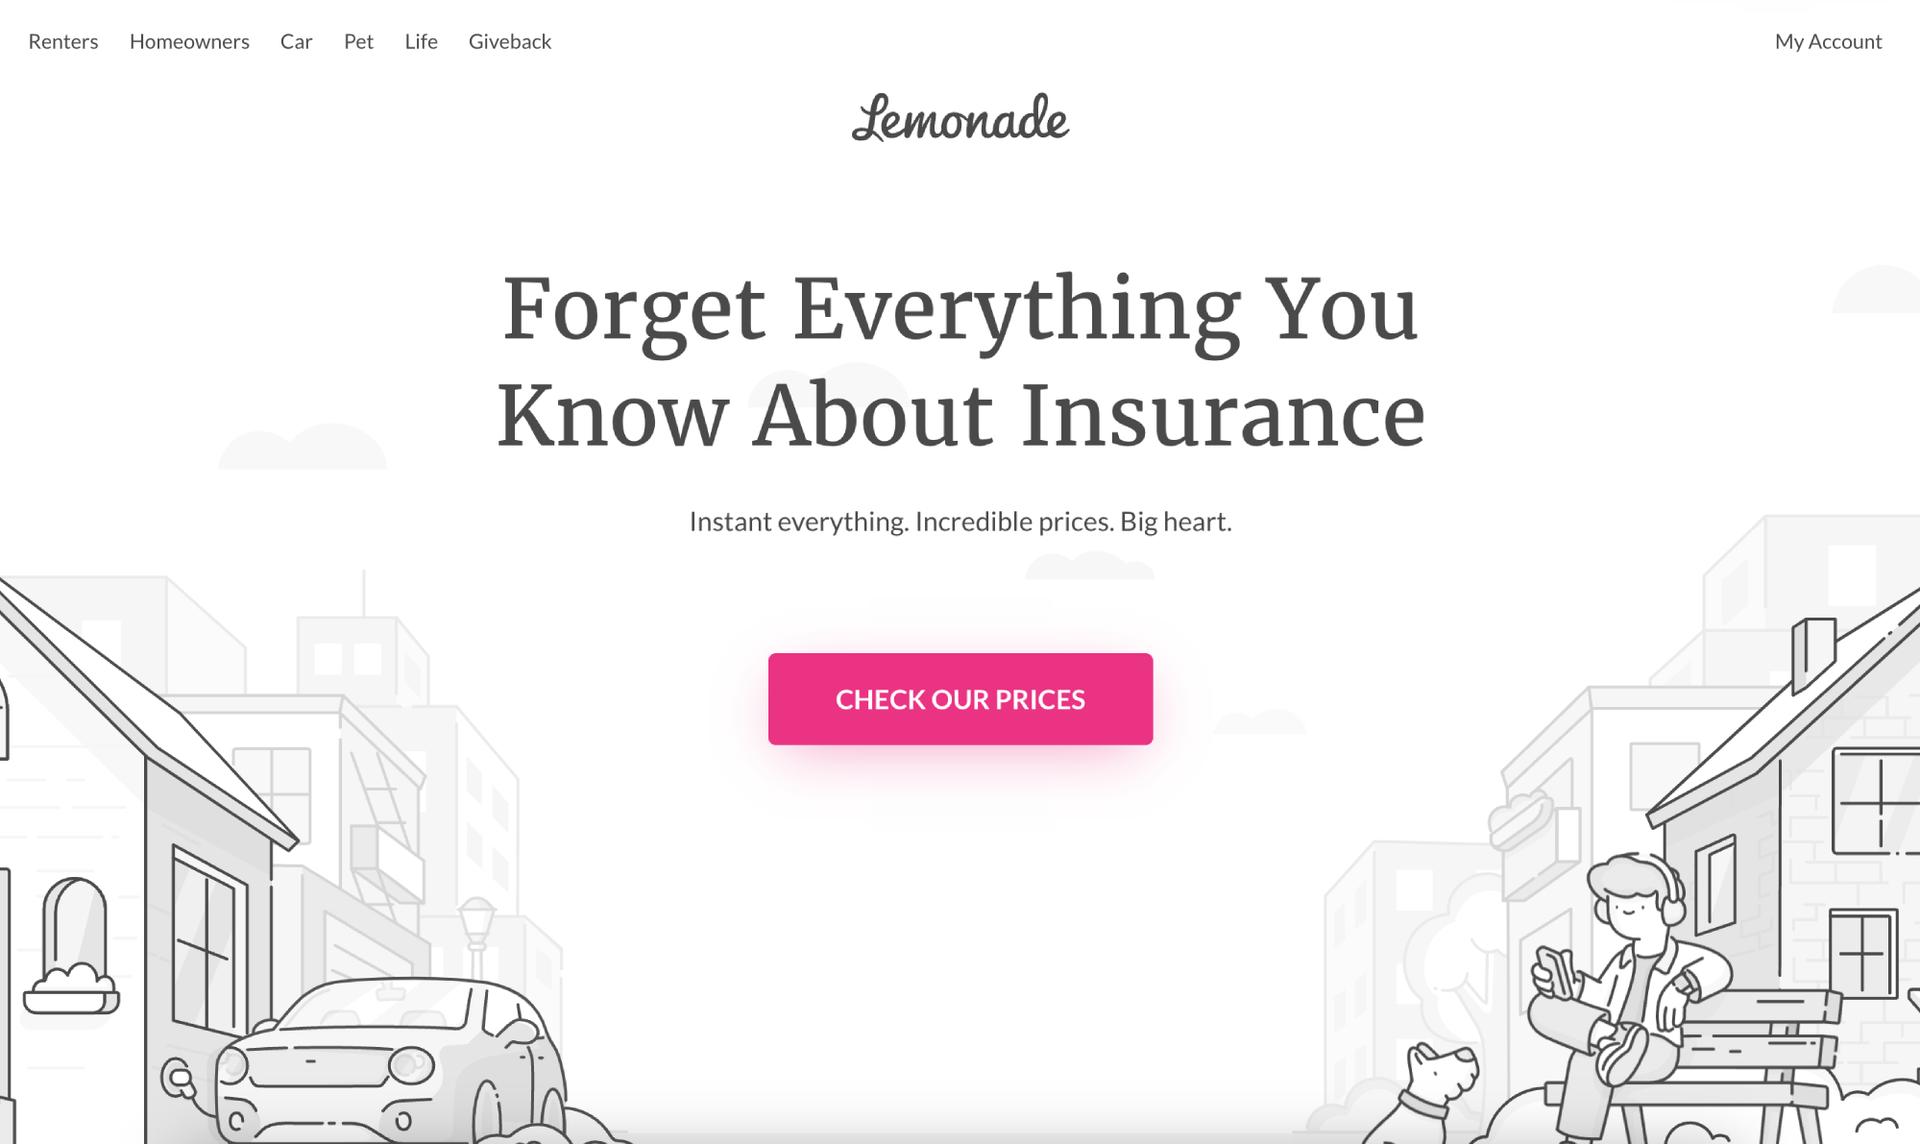 Renters Homeowners Car Pet Life Giveback My Account
Lemonade
Forget Everything You
Know About Insurance
Instant everything. Incredible prices. Big heart.
CHECK OUR PRICES